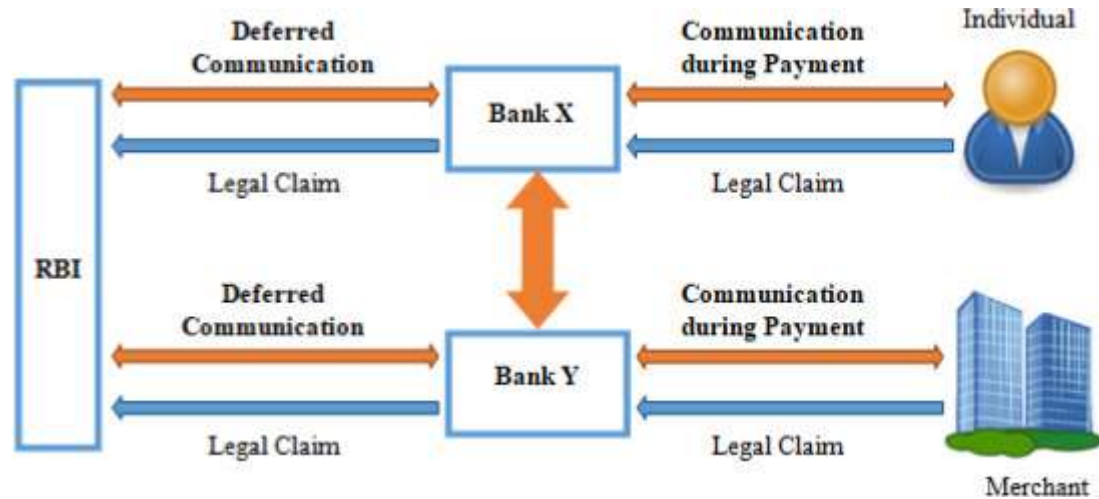 Individual
Deferred
Communication
Communication
during Payment
Bank X
Legal Claim
Legal Claim
RBI
Deferred
Communication
Communication
during Payment
Bank Y
Legal Claim
Legal Claim
Merchant